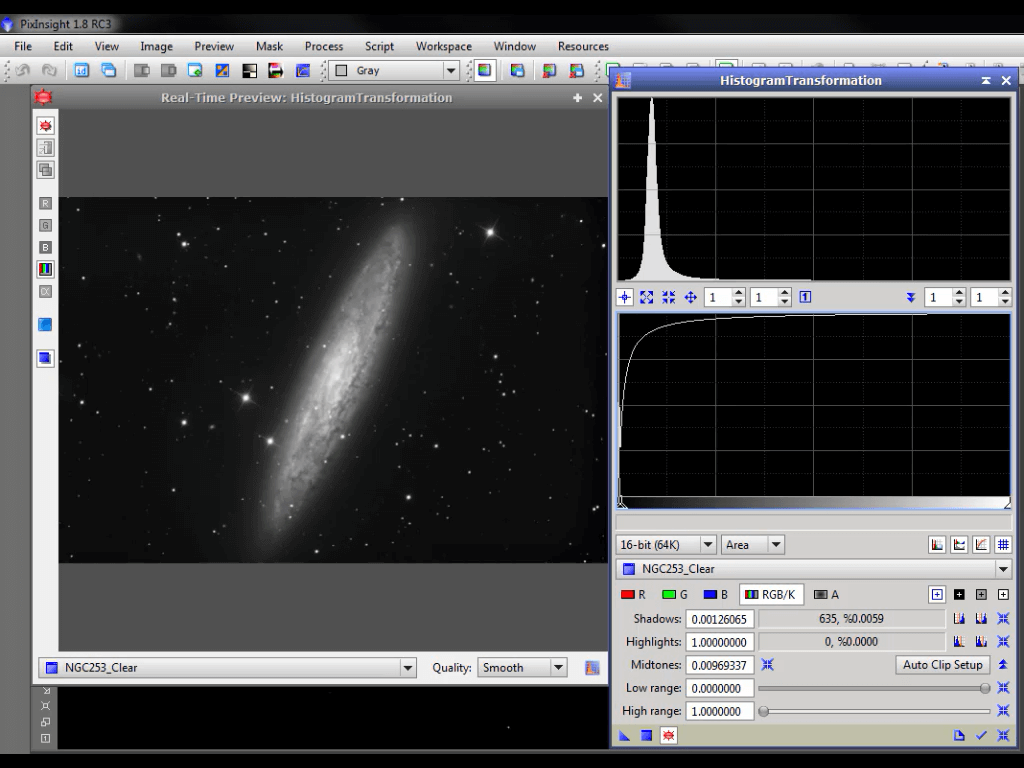 PixInsight 1.8 RC3
File Edit View Image Preview Mask Process Script Workspace Window Resources
Gray
Real-Time Preview: HistogramTransformation
R
G
B
α
NGC253_Clear
Quality: Smooth
HistogramTransformation
1 1 1 1 1
16-bit (64K) Area
NGC253_Clear
R G B RGB/K A
Shadows: 0.00126065 635, %0.0059
Highlights: 1.00000000 0, %0.0000
Midtones: 0.00969337 Auto Clip Setup
Low range: 0.0000000
High range: 1.0000000